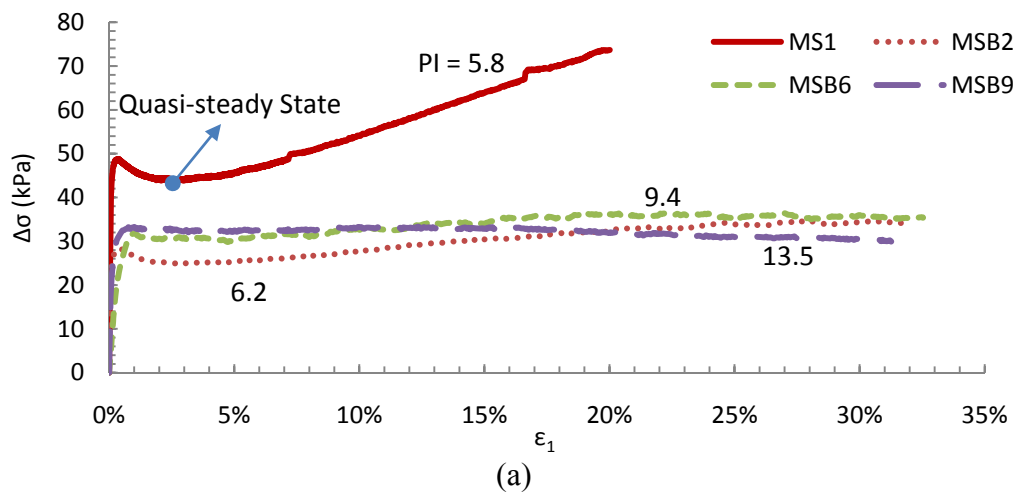 80
70
60
50
40
30
20
10
0
Δσ (kPa)
PI = 5.8
Quasi-steady State
MS1
MSB2
MSB6
MSB9
9.4
13.5
6.2
0% 5% 10% 15% 20% 25% 30% 35%
ε1
(a)